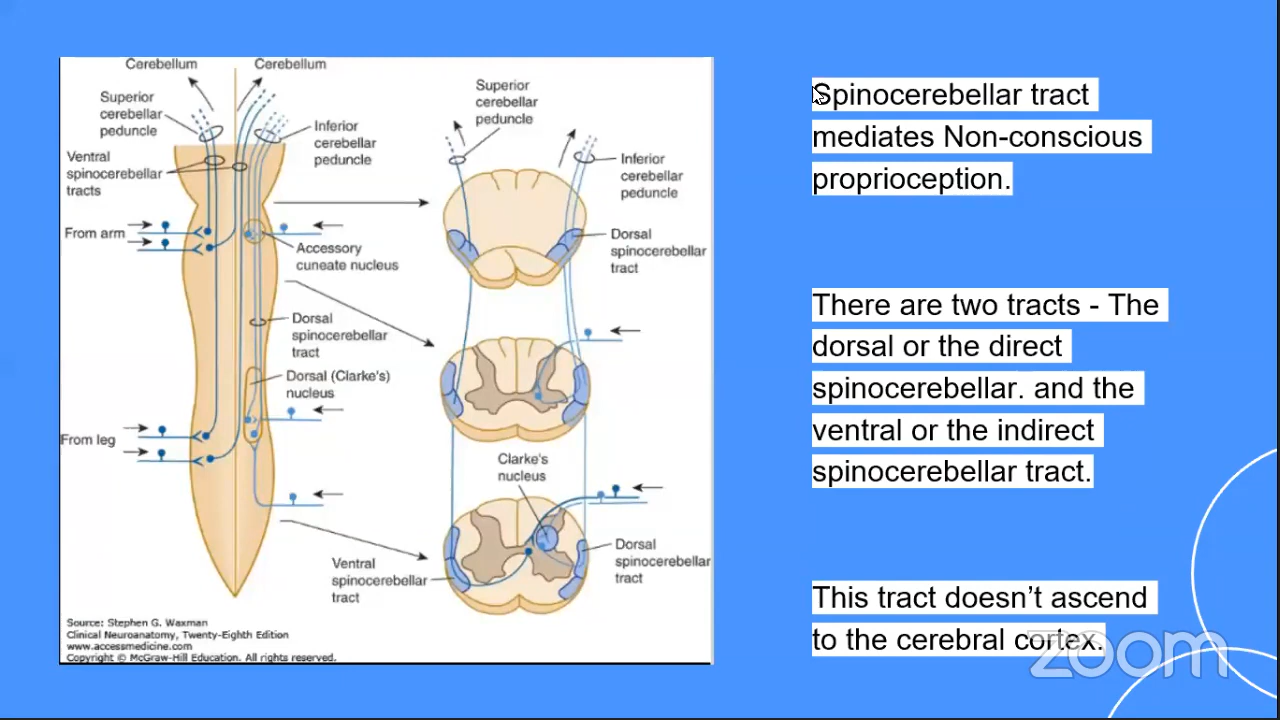 Cerebellum
Cerebellum
Superior
cerebellar
peduncle
Inferior
cerebellar
peduncle
Ventral
spinocerebellar
tracts
From arm
Accessory
cuneate nucleus
Dorsal
spinocerebellar
tract
Dorsal (Clarke's)
nucleus
From leg
Superior
cerebellar
peduncle
Inferior
cerebellar
peduncle
Dorsal
spinocerebellar
tract
Clarke's
nucleus
Ventral
spinocerebellar
tract
Dorsal
spinocerebellar
tract
Source: Stephen G. Waxman
Clinical Neuroanatomy, Twenty-Eighth Edition
www.accessmedicine.com
Copyright © McGraw-Hill Education. All rights reserved.
Spinocerebellar tract
mediates Non-conscious
proprioception.
There are two tracts - The
dorsal or the direct
spinocerebellar. and the
ventral or the indirect
spinocerebellar tract.
This tract doesn’t ascend
to the cerebral cortex.
zoom